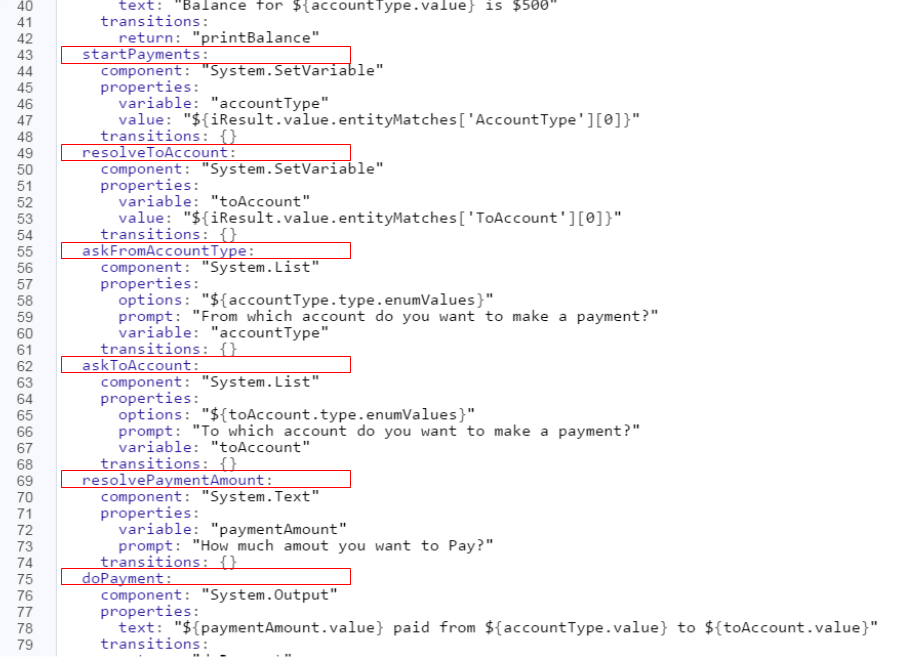 40 text: "Balance for ${accountType.value} is $500"
41 transitions:
42 return: "printBalance"
43 startPayments:
44 component: "System.SetVariable"
45 properties:
46 variable: "accountType"
47 value: "${iResult.value.entityMatches['AccountType'][0]}"
48 transitions: {}
49 resolveToAccount:
50 component: "System.SetVariable"
51 properties:
52 variable: "toAccount"
53 value: "${iResult.value.entityMatches['ToAccount'][0]}"
54 transitions: {}
55 askFromAccountType:
56 component: "System.List"
57 properties:
58 options: "${accountType.type.enumValues}"
59 prompt: "From which account do you want to make a payment?"
60 variable: "accountType"
61 transitions: {}
62 askToAccount:
63 component: "System.List"
64 properties:
65 options: "${toAccount.type.enumValues}"
66 prompt: "To which account do you want to make a payment?"
67 variable: "toAccount"
68 transitions: {}
69 resolvePaymentAmount:
70 component: "System.Text"
71 properties:
72 variable: "paymentAmount"
73 prompt: "How much amout you want to Pay?"
74 transitions: {}
75 doPayment:
76 component: "System.Output"
77 properties:
78 text: "${paymentAmount.value} paid from ${accountType.value} to ${toAccount.value}"
79 transitions: